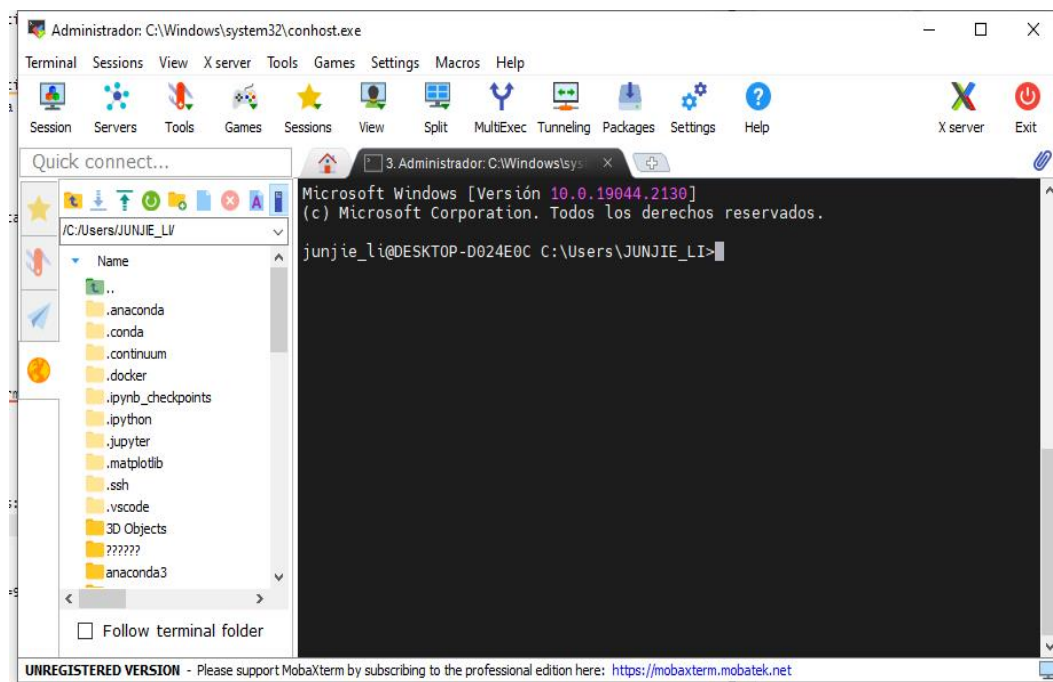 Administrador: C:\Windows\system32\conhost.exe
Terminal Sessions View X server Tools Games Settings Macros Help
Session Servers Tools Games Sessions View Split MultiExec Tunneling Packages Settings Help X server Exit
Quick connect...
3. Administrador: C:\Windows\sys
/C:/Users/JUNJIE_LI/
Name
..
.anaconda
.conda
.continuum
.docker
.ipynb_checkpoints
.ipython
.jupyter
.matplotlib
.ssh
.vscode
3D Objects
??????
anaconda3
Follow terminal folder
Microsoft Windows [Versión 10.0.19044.2130]
(c) Microsoft Corporation. Todos los derechos reservados.
junjie_li@DESKTOP-D024E0C C:\Users\JUNJIE_LI>
UNREGISTERED VERSION - Please support MobaXterm by subscribing to the professional edition here: https://mobaxterm.mobatek.net